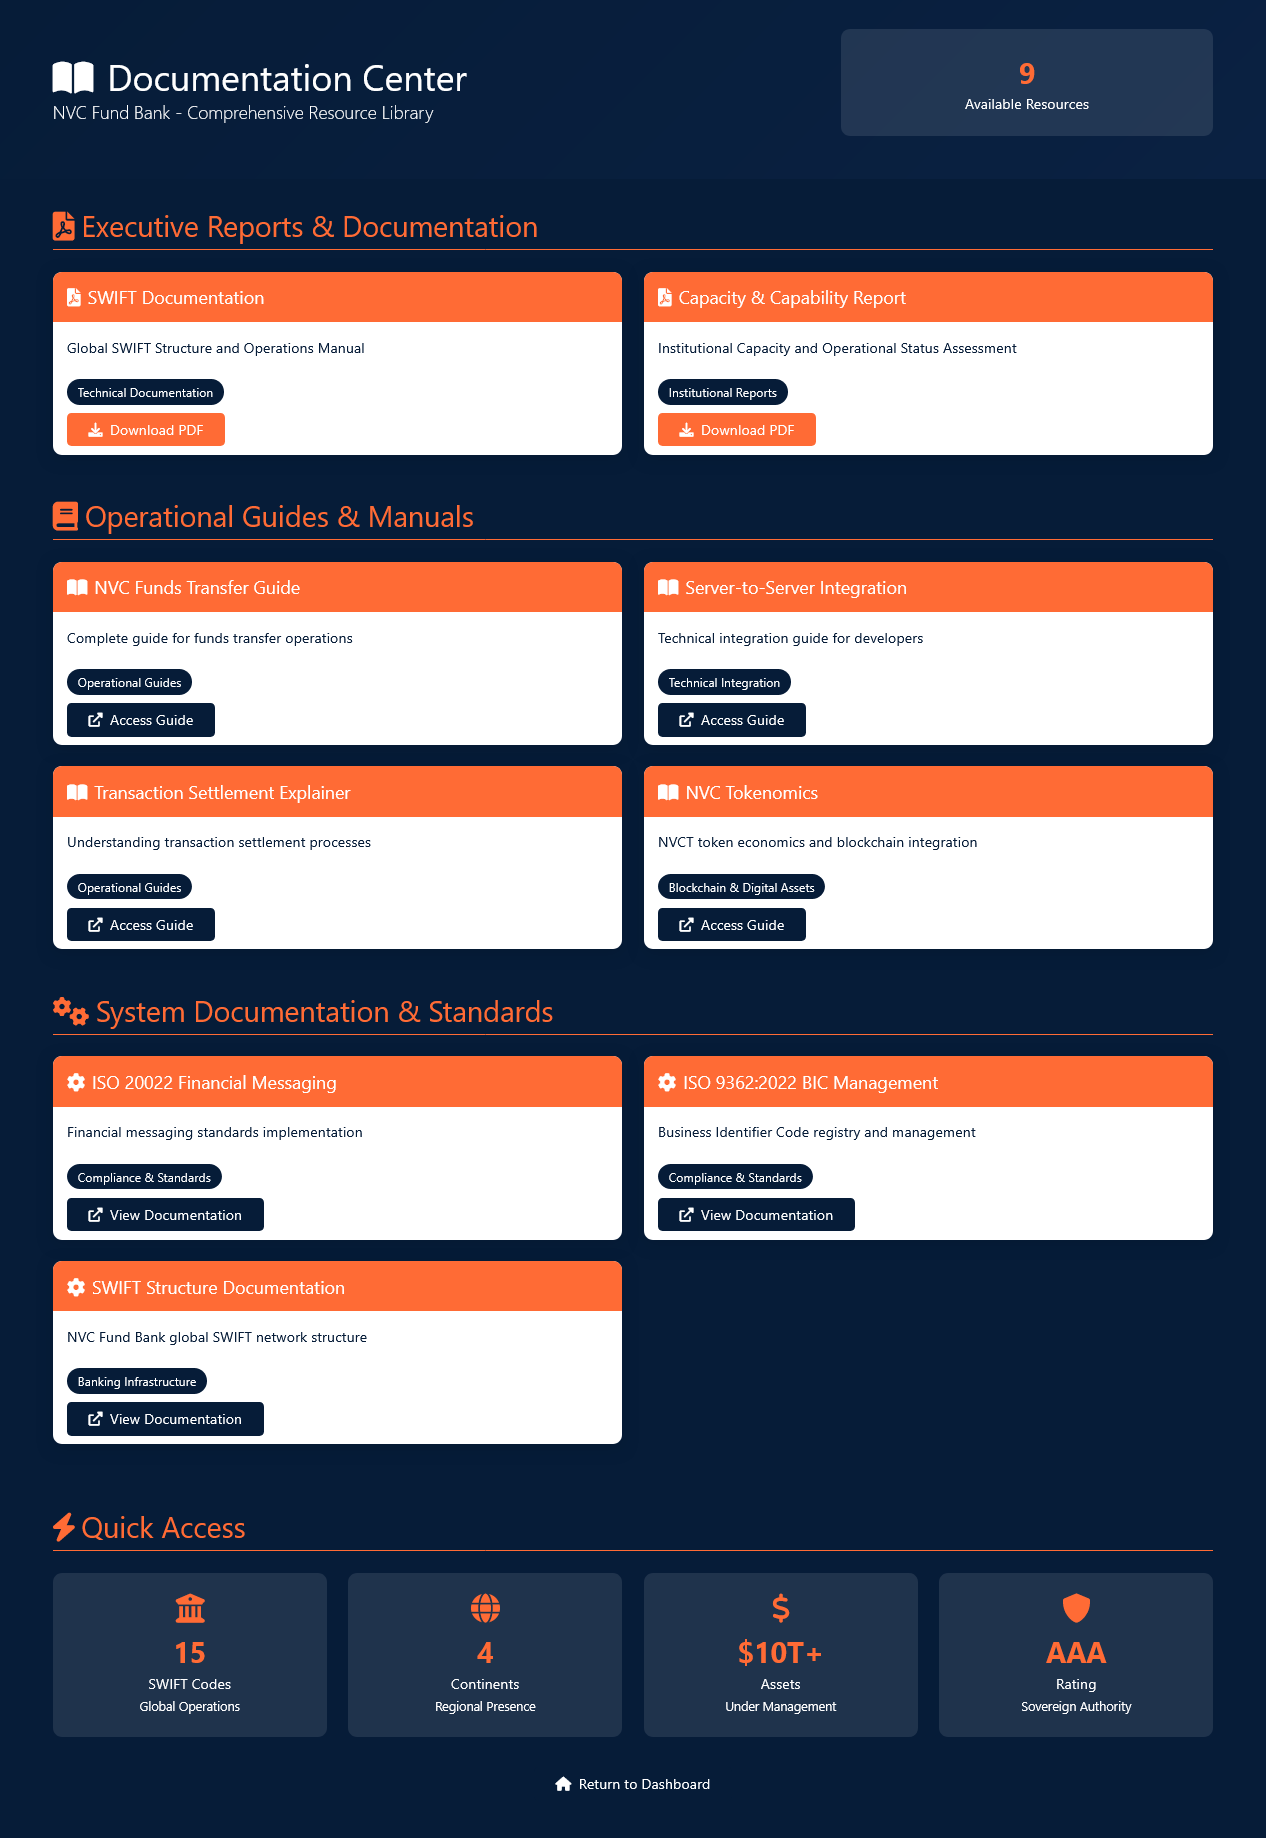 Documentation Center
NVC Fund Bank - Comprehensive Resource Library
9
Available Resources
Executive Reports & Documentation
SWIFT Documentation
Global SWIFT Structure and Operations Manual
Technical Documentation
Download PDF
Capacity & Capability Report
Institutional Capacity and Operational Status Assessment
Institutional Reports
Download PDF
Operational Guides & Manuals
NVC Funds Transfer Guide
Complete guide for funds transfer operations
Operational Guides
Access Guide
Server-to-Server Integration
Technical integration guide for developers
Technical Integration
Access Guide
Transaction Settlement Explainer
Understanding transaction settlement processes
Operational Guides
Access Guide
NVC Tokenomics
NVCT token economics and blockchain integration
Blockchain & Digital Assets
Access Guide
System Documentation & Standards
ISO 20022 Financial Messaging
Financial messaging standards implementation
Compliance & Standards
View Documentation
ISO 9362:2022 BIC Management
Business Identifier Code registry and management
Compliance & Standards
View Documentation
SWIFT Structure Documentation
NVC Fund Bank global SWIFT network structure
Banking Infrastructure
View Documentation
Quick Access
15
SWIFT Codes
Global Operations
4
Continents
Regional Presence
$10T+
Assets
Under Management
AAA
Rating
Sovereign Authority
Return to Dashboard